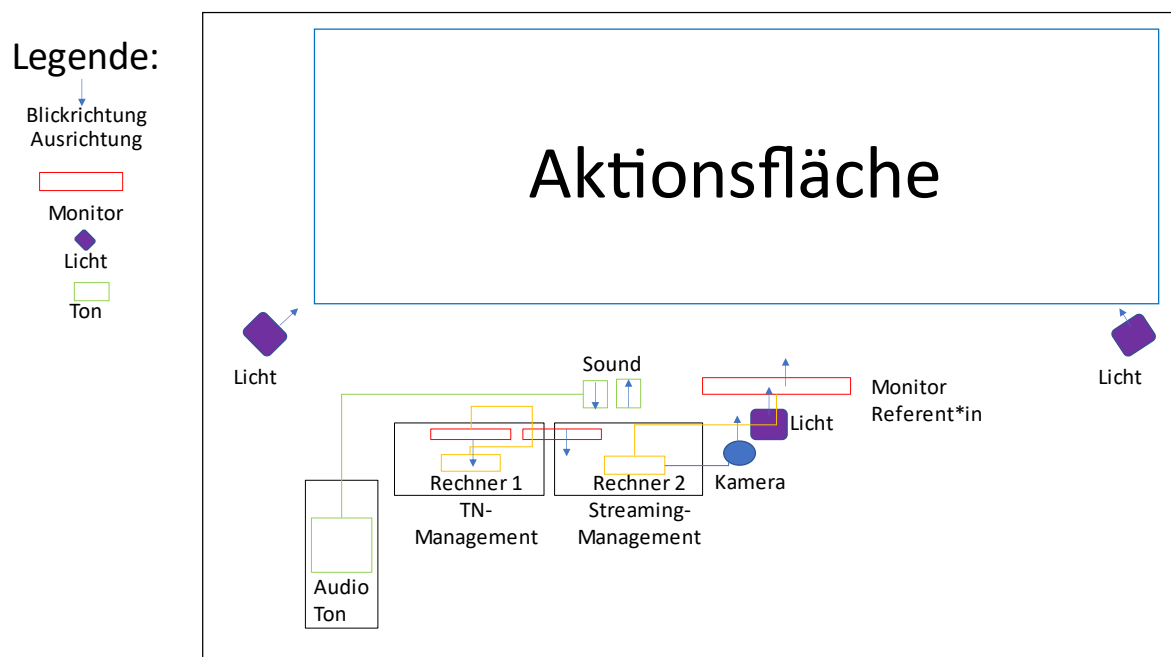 Legende:
Blickrichtung
Ausrichtung
Monitor
Licht
Ton
Aktionsfläche
Licht
Licht
Sound
Monitor
Referent*in
Licht
Kamera
Rechner 1
TN-
Management
Rechner 2
Streaming-
Management
Audio
Ton